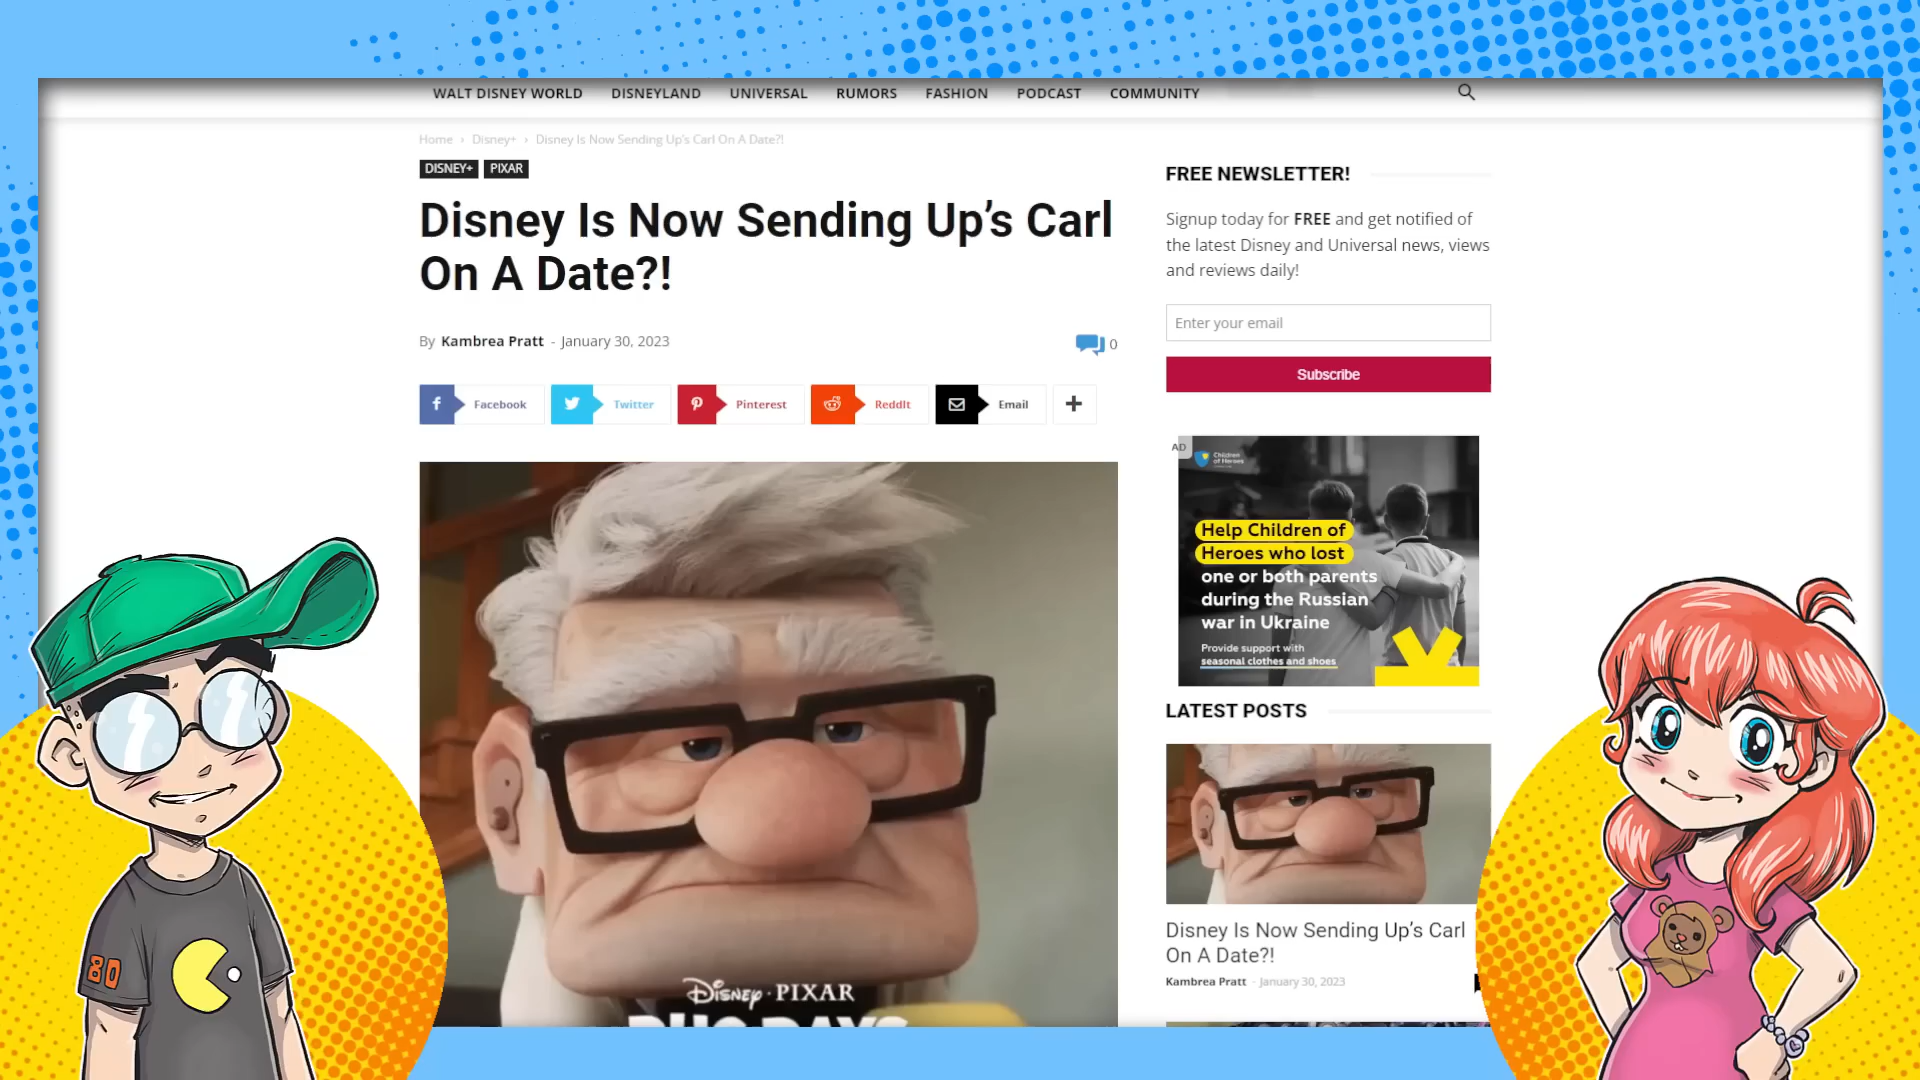 WALT DISNEY WORLD DISNEYLAND UNIVERSAL RUMORS FASHION PODCAST COMMUNITY
Home › Disney+ › Disney Is Now Sending Up's Carl On A Date?!
DISNEY+ PIXAR
Disney Is Now Sending Up’s Carl
On A Date?!
By Kambrea Pratt - January 30, 2023
0
Facebook Twitter Pinterest ReddIt Email +
DISNEY · PIXAR
FREE NEWSLETTER!
Signup today for FREE and get notified of
the latest Disney and Universal news, views
and reviews daily!
Enter your email
Subscribe
AD
Children
of Heroes
Help Children of
Heroes who lost
one or both parents
during the Russian
war in Ukraine
Provide support with
seasonal clothes and shoes
LATEST POSTS
Disney Is Now Sending Up’s Carl
On A Date?!
Kambrea Pratt - January 30, 2023
80